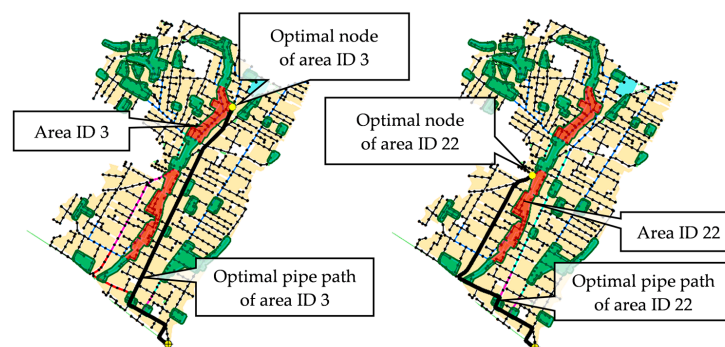 Optimal node
of area ID 3
Area ID 3
Optimal pipe path
of area ID 3
Optimal node
of area ID 22
Area ID 22
Optimal pipe path
of area ID 22